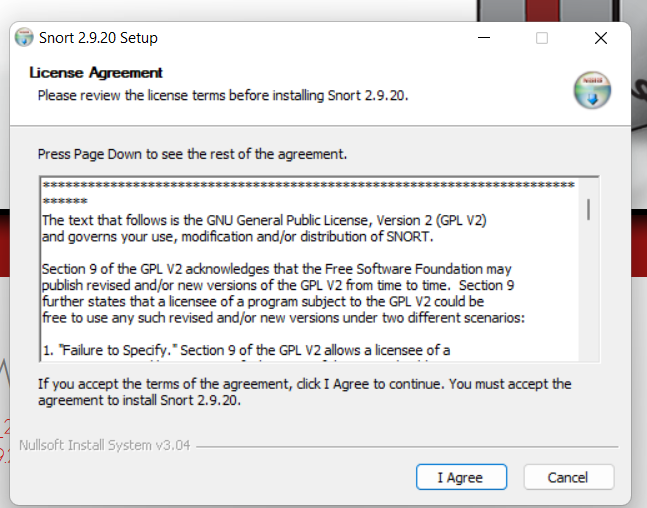 Snort 2.9.20 Setup
License Agreement
Please review the license terms before installing Snort 2.9.20.
Press Page Down to see the rest of the agreement.
***********************************************************************
******
The text that follows is the GNU General Public License, Version 2 (GPL V2)
and governs your use, modification and/or distribution of SNORT.
Section 9 of the GPL V2 acknowledges that the Free Software Foundation may
publish revised and/or new versions of the GPL V2 from time to time.  Section 9
further states that a licensee of a program subject to the GPL V2 could be
free to use any such revised and/or new versions under two different scenarios:
1. "Failure to Specify." Section 9 of the GPL V2 allows a licensee of a
If you accept the terms of the agreement, click I Agree to continue. You must accept the
agreement to install Snort 2.9.20.
Nullsoft Install System v3.04
I Agree
Cancel